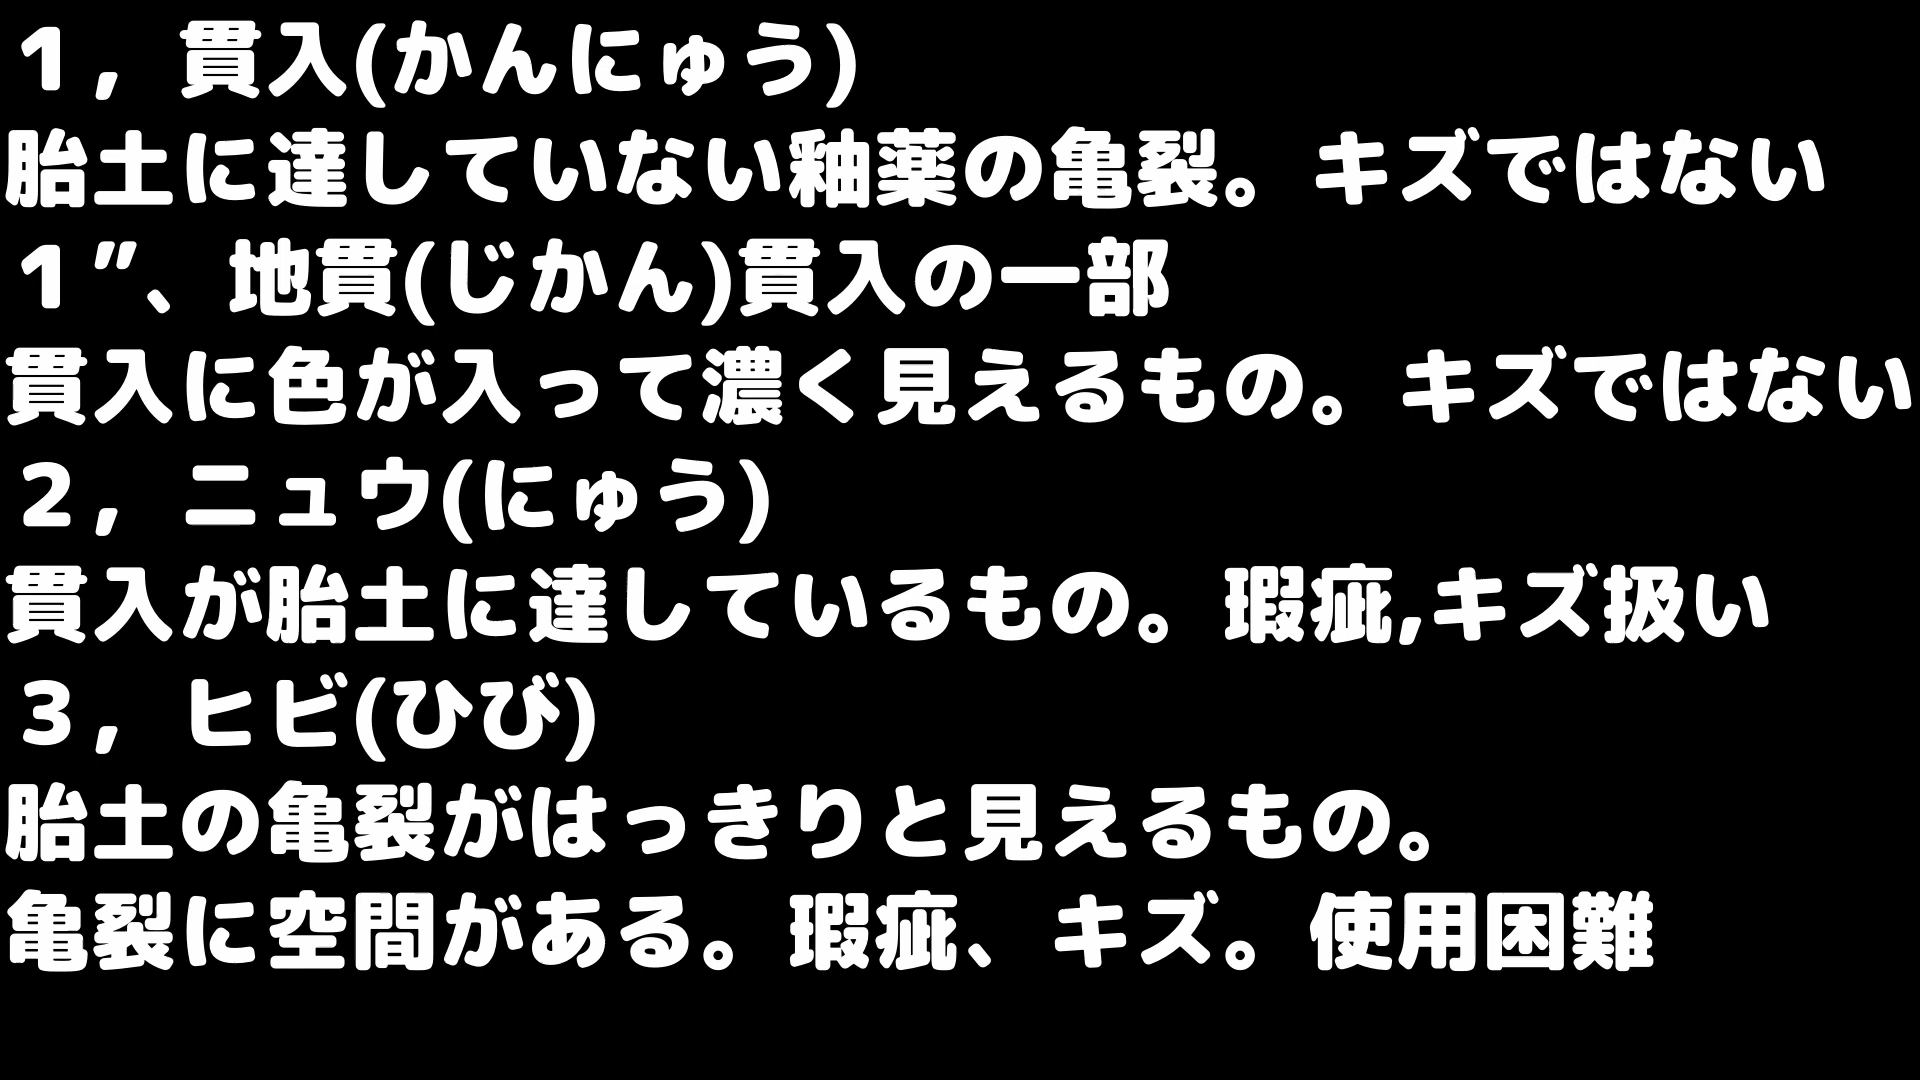 1, 貫入(かんにゅう)
胎土に達していない釉薬の亀裂。キズではない
1”、地貫(じかん)貫入の一部
貫入に色が入って濃く見えるもの。キズではない
2, ニュウ(にゅう)
貫入が胎土に達しているもの。瑕疵,キズ扱い
3, ヒビ(ひび)
胎土の亀裂がはっきりと見えるもの。
亀裂に空間がある。瑕疵、キズ。使用困難